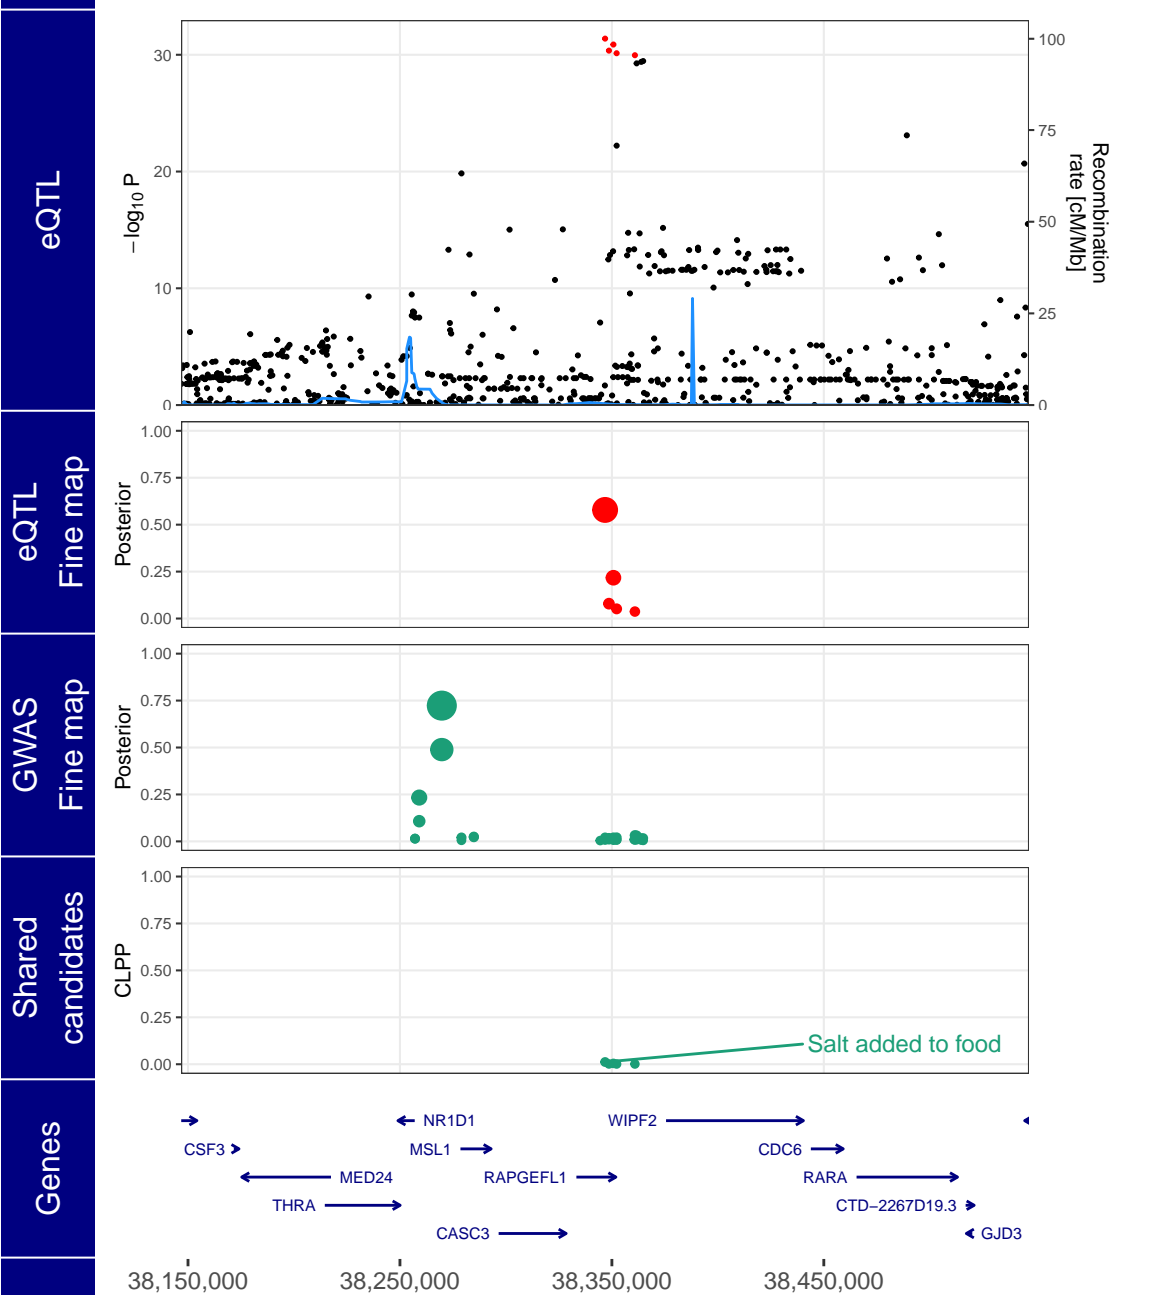 eQTL
−log10 P
30
20
10
0
100
75
50
25
0
Recombination
rate [cM/Mb]
eQTL
Fine map
Posterior
1.00
0.75
0.50
0.25
0.00
GWAS
Fine map
Posterior
1.00
0.75
0.50
0.25
0.00
Shared
candidates
CLPP
1.00
0.75
0.50
0.25
0.00
Salt added to food
Genes
NR1D1
WIPF2
CSF3
MSL1
CDC6
MED24
RAPGEFL1
RARA
THRA
CTD−2267D19.3
CASC3
GJD3
38,150,000
38,250,000
38,350,000
38,450,000